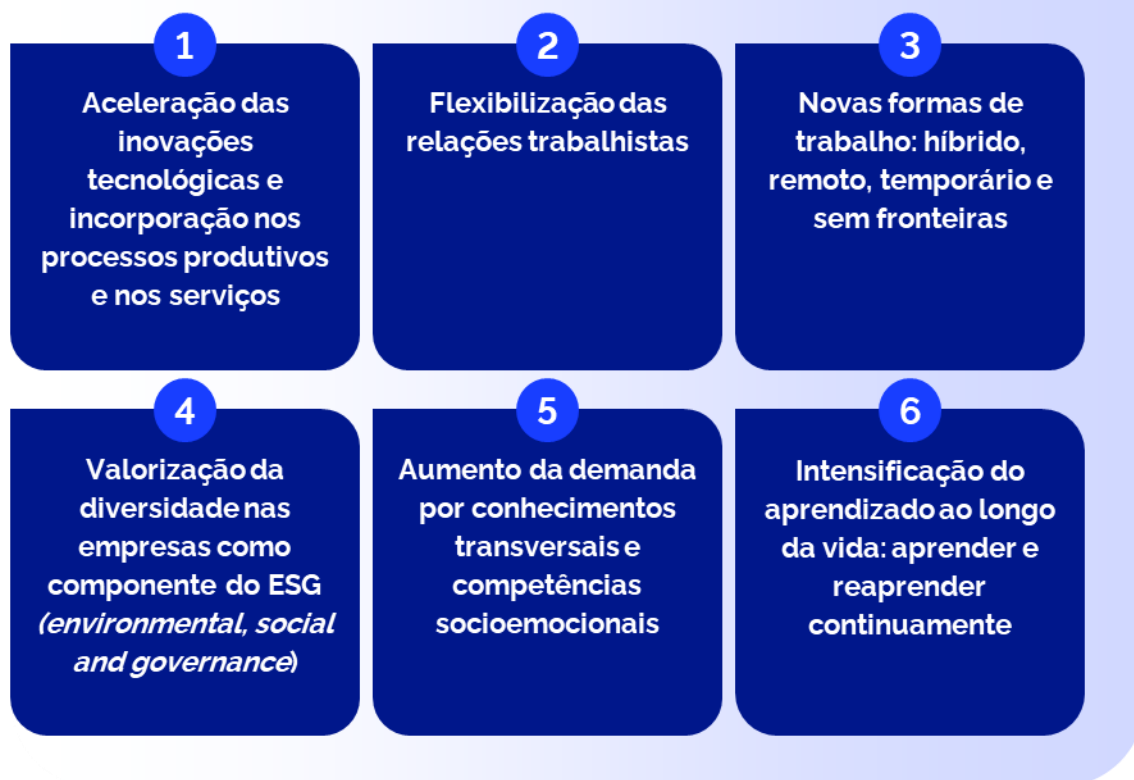 1
Aceleração das
inovações
tecnológicas e
incorporação nos
processos produtivos
e nos serviços
2
Flexibilização das
relações trabalhistas
3
Novas formas de
trabalho: híbrido,
remoto, temporário e
sem fronteiras
4
Valorização da
diversidade nas
empresas como
componente do ESG
(environmental, social
and governance)
5
Aumento da demanda
por conhecimentos
transversais e
competências
socioemocionais
6
Intensificação do
aprendizado ao longo
da vida: aprender e
reaprender
continuamente